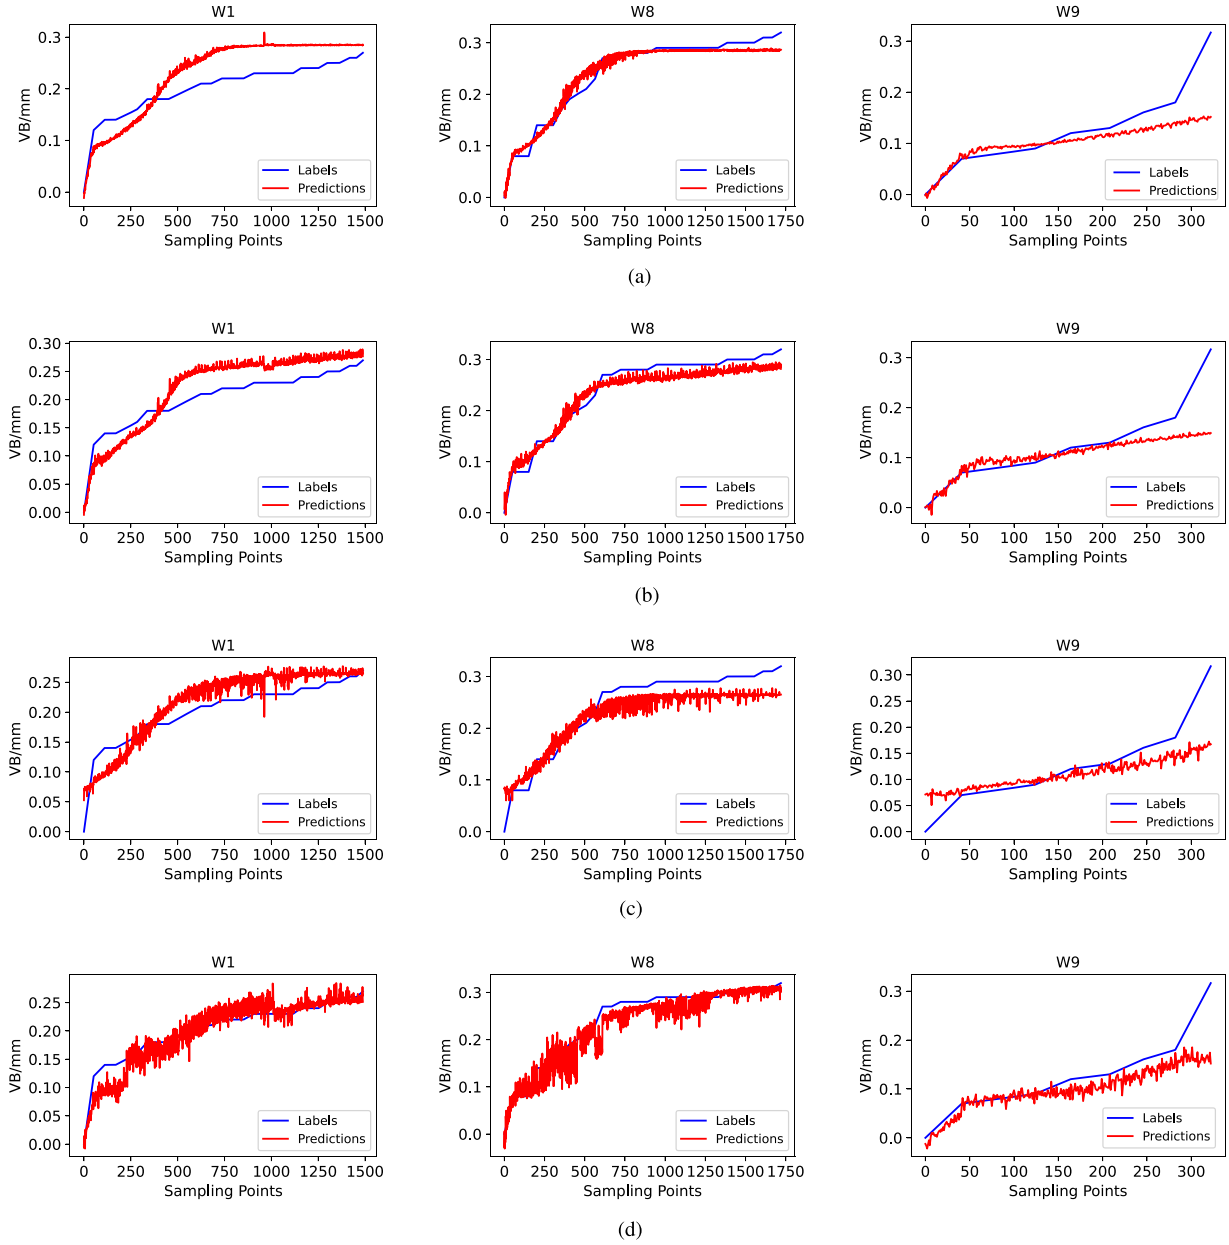 W1
W8
W9
VB/mm
0.3
0.2
0.1
0.0
Labels
Predictions
0
250
500
750
1000
1250
1500
Sampling Points
VB/mm
0.3
0.2
0.1
0.0
Labels
Predictions
0
250
500
750
1000
1250
1500
1750
Sampling Points
VB/mm
0.3
0.2
0.1
0.0
Labels
Predictions
0
50
100
150
200
250
300
Sampling Points
(a)
W1
W8
W9
VB/mm
0.30
0.25
0.20
0.15
0.10
0.05
0.00
Labels
Predictions
0
250
500
750
1000
1250
1500
Sampling Points
VB/mm
0.3
0.2
0.1
0.0
Labels
Predictions
0
250
500
750
1000
1250
1500
1750
Sampling Points
VB/mm
0.3
0.2
0.1
0.0
Labels
Predictions
0
50
100
150
200
250
300
Sampling Points
(b)
W1
W8
W9
VB/mm
0.25
0.20
0.15
0.10
0.05
0.00
Labels
Predictions
0
250
500
750
1000
1250
1500
Sampling Points
VB/mm
0.3
0.2
0.1
0.0
Labels
Predictions
0
250
500
750
1000
1250
1500
1750
Sampling Points
VB/mm
0.30
0.25
0.20
0.15
0.10
0.05
0.00
Labels
Predictions
0
50
100
150
200
250
300
Sampling Points
(c)
W1
W8
W9
VB/mm
0.25
0.20
0.15
0.10
0.05
0.00
Labels
Predictions
0
250
500
750
1000
1250
1500
Sampling Points
VB/mm
0.3
0.2
0.1
0.0
Labels
Predictions
0
250
500
750
1000
1250
1500
1750
Sampling Points
VB/mm
0.3
0.2
0.1
0.0
Labels
Predictions
0
50
100
150
200
250
300
Sampling Points
(d)